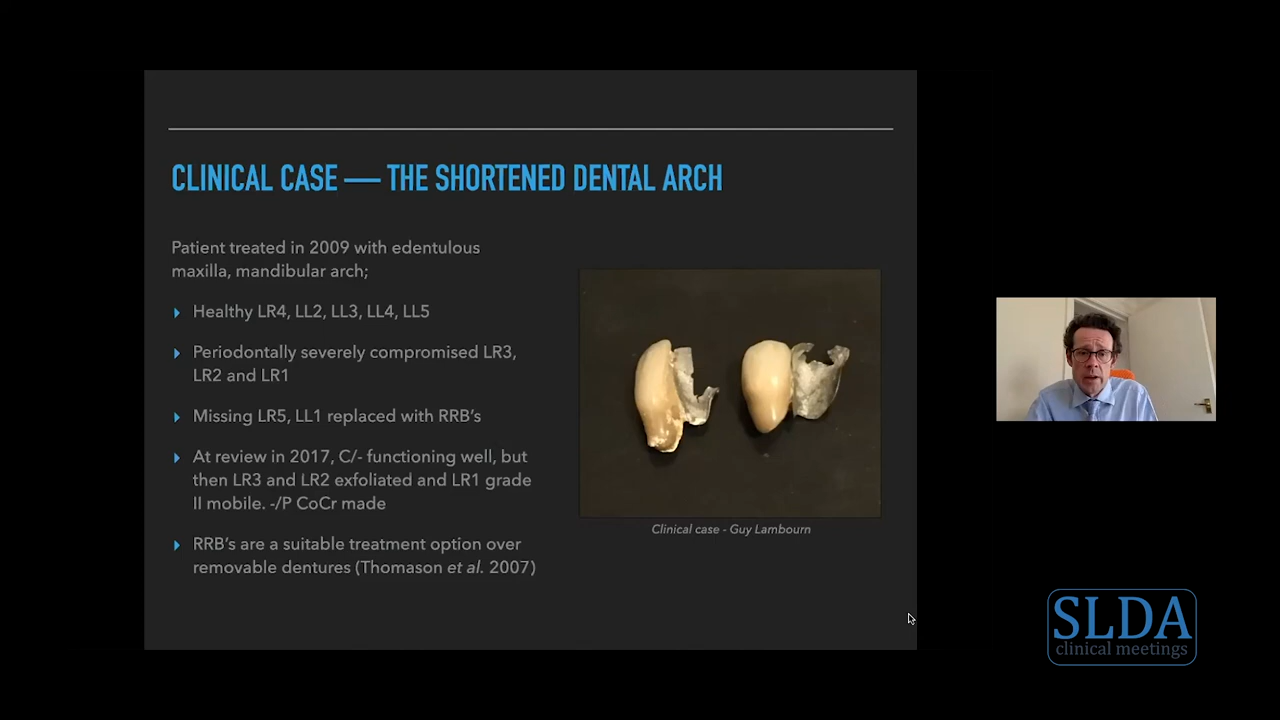 CLINICAL CASE — THE SHORTENED DENTAL ARCH
Patient treated in 2009 with edentulous
maxilla, mandibular arch;
Healthy LR4, LL2, LL3, LL4, LL5
Periodontally severely compromised LR3,
LR2 and LR1
Missing LR5, LL1 replaced with RRB's
At review in 2017, C/- functioning well, but
then LR3 and LR2 exfoliated and LR1 grade
II mobile. -/P CoCr made
RRB's are a suitable treatment option over
removable dentures (Thomason et al. 2007)
Clinical case - Guy Lambourn
SLDA
clinical meetings